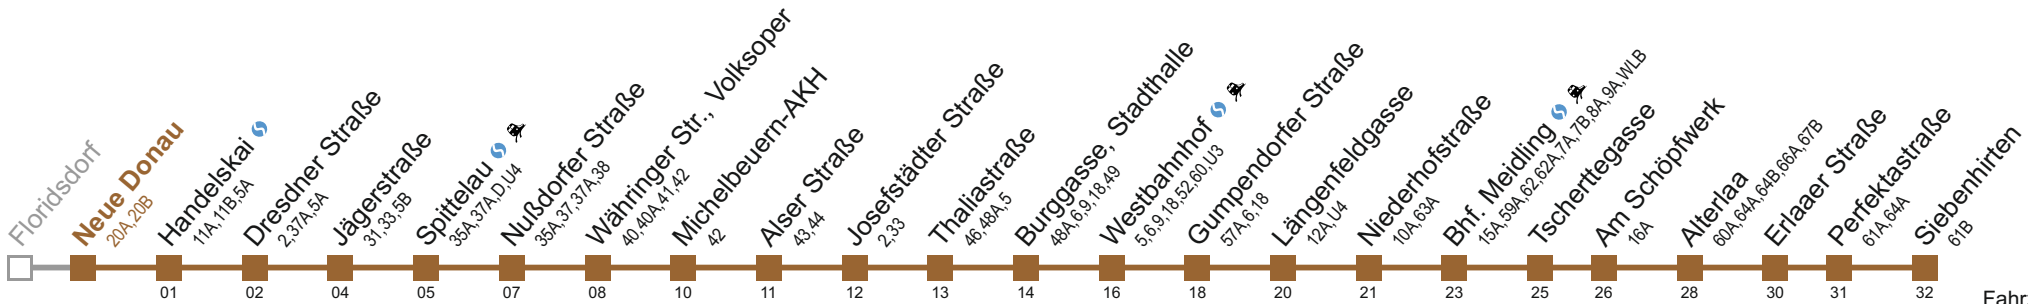 Floridsdorf
Neue Donau
20A,20B
Handelskai
11A,11B,5A
Dresdner Straße
2,37A,5A
Jägerstraße
31,33,5B
Spittelau
35A,37A,D,U4
Nußdorfer Straße
35A,37,37A,38
Währinger Str., Volksoper
40,40A,41,42
Michelbeuern-AKH
42
Alser Straße
43,44
Josefstädter Straße
2,33
Thaliastraße
46,48A,5
Burggasse, Stadthalle
48A,6,9,18,49
Westbahnhof
5,6,9,18,52,60,U3
Gumpendorfer Straße
57A,6,18
Längenfeldgasse
12A,U4
Niederhofstraße
10A,63A
Bhf. Meidling
15A,59A,62,62A,7A,7B,8A,9A,WLB
Tscherttegasse
Am Schöpfwerk
16A
Alterlaa
60A,64A,64B,66A,67B
Erlaaer Straße
Perfektastraße
61A,64A
Siebenhirten
61B
01 02 04 05 07 08 10 11 12 13 14 16 18 20 21 23 25 26 28 30 31 32
Fahr